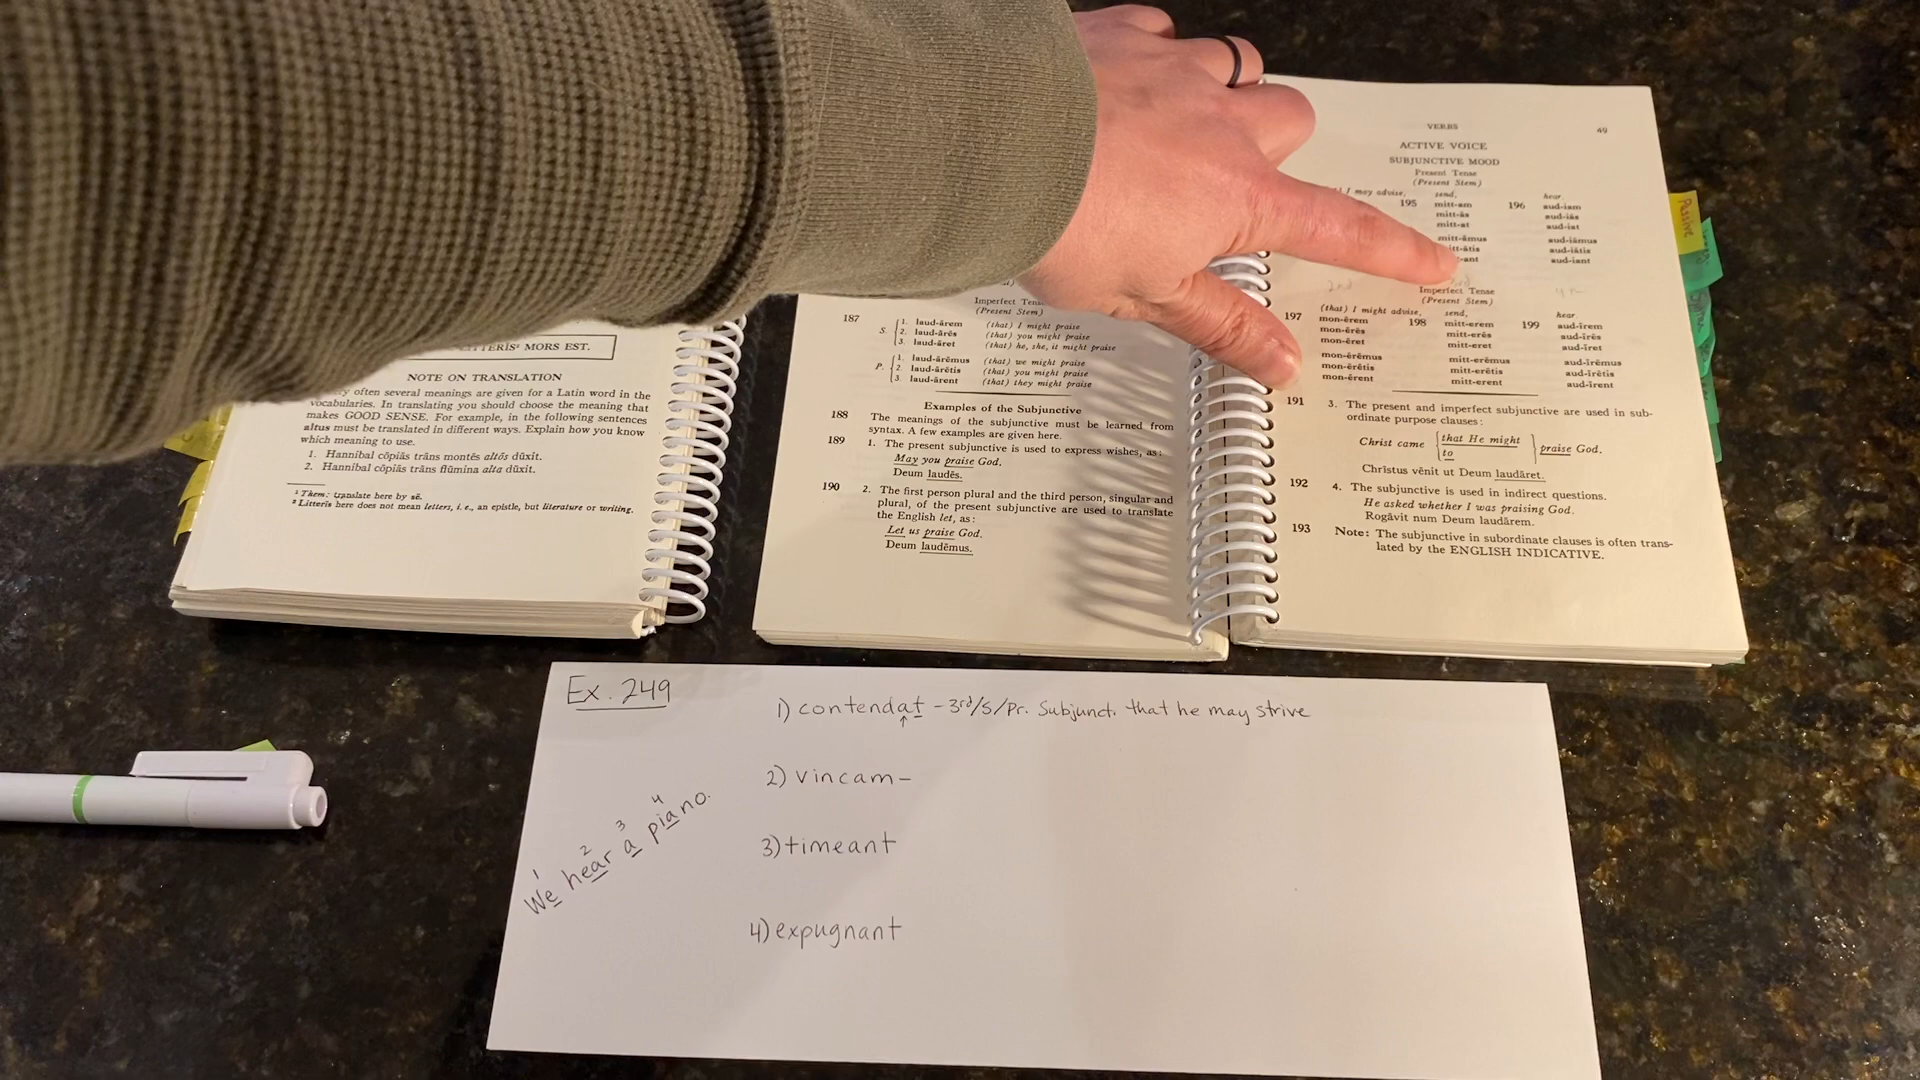 LITTERĪS² MORS EST.
NOTE ON TRANSLATION
often several meanings are given for a Latin word in the
vocabularies. In translating you should choose the meaning that
makes GOOD SENSE. For example, in the following sentences
altus must be translated in different ways. Explain how you know
which meaning to use.
1. Hannibal cōpiās trāns montēs altōs dūxit.
2. Hannibal cōpiās trāns flūmina alta dūxit.
¹ Them: translate here by sē.
² Litterīs here does not mean letters, i. e., an epistle, but literature or writing.
Imperfect Tense
(Present Stem)
187
S. 1. laud-ārem (that) I might praise
2. laud-ārēs (that) you might praise
3. laud-āret (that) he, she, it might praise
P. 1. laud-ārēmus (that) we might praise
2. laud-ārētis (that) you might praise
3. laud-ārent (that) they might praise
Examples of the Subjunctive
188 The meanings of the subjunctive must be learned from
syntax. A few examples are given here.
189 1. The present subjunctive is used to express wishes, as:
May you praise God.
Deum laudēs.
190 2. The first person plural and the third person, singular and
plural, of the present subjunctive are used to translate
the English let, as:
Let us praise God.
Deum laudēmus.
VERBS 49
ACTIVE VOICE
SUBJUNCTIVE MOOD
Present Tense
(Present Stem)
I may advise, send, hear
195 mitt-am 196 aud-iam
mitt-ās aud-iās
mitt-at aud-iat
mitt-āmus aud-iāmus
itt-ātis aud-iātis
-ant aud-iant
Imperfect Tense
(Present Stem)
(that) I might advise, send, hear
197 mon-ērem 198 mitt-erem 199 aud-īrem
mon-ērēs mitt-erēs aud-īrēs
mon-ēret mitt-eret aud-īret
mon-ērēmus mitt-erēmus aud-īrēmus
mon-ērētis mitt-erētis aud-īrētis
mon-ērent mitt-erent aud-īrent
191 3. The present and imperfect subjunctive are used in sub-
ordinate purpose clauses:
Christ came {that He might / to} praise God.
Christus vēnit ut Deum laudāret.
192 4. The subjunctive is used in indirect questions.
He asked whether I was praising God.
Rogāvit num Deum laudārem.
193 Note: The subjunctive in subordinate clauses is often trans-
lated by the ENGLISH INDICATIVE.
Passive
Ex. 249
1) contendat - 3rd/S/Pr. Subjunct. that he may strive
2) vincam -
3) timeant
4) expugnant
1 2 3 4
We hear a piano.